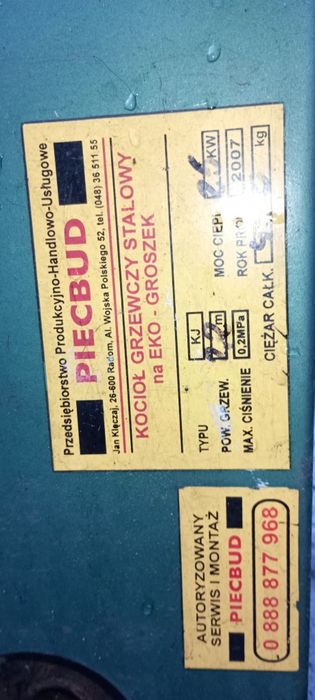 Przedsiębiorstwo Produkcyjno-Handlowo-Usługowe
PIECBUD
Jan Kłęczaj, 26-600 Radom, Al. Wojska Polskiego 52, tel. (048) 36 511 55
KOCIOŁ GRZEWCZY STALOWY
na EKO - GROSZEK
TYPU KJ MOC CIEPL KW
POW. GRZEW. m ROK PROD 2007
MAX. CIŚNIENIE 0,2MPa CIĘŻAR CAŁK. kg
AUTORYZOWANY
SERWIS I MONTAŻ
PIECBUD
0 888 877 968